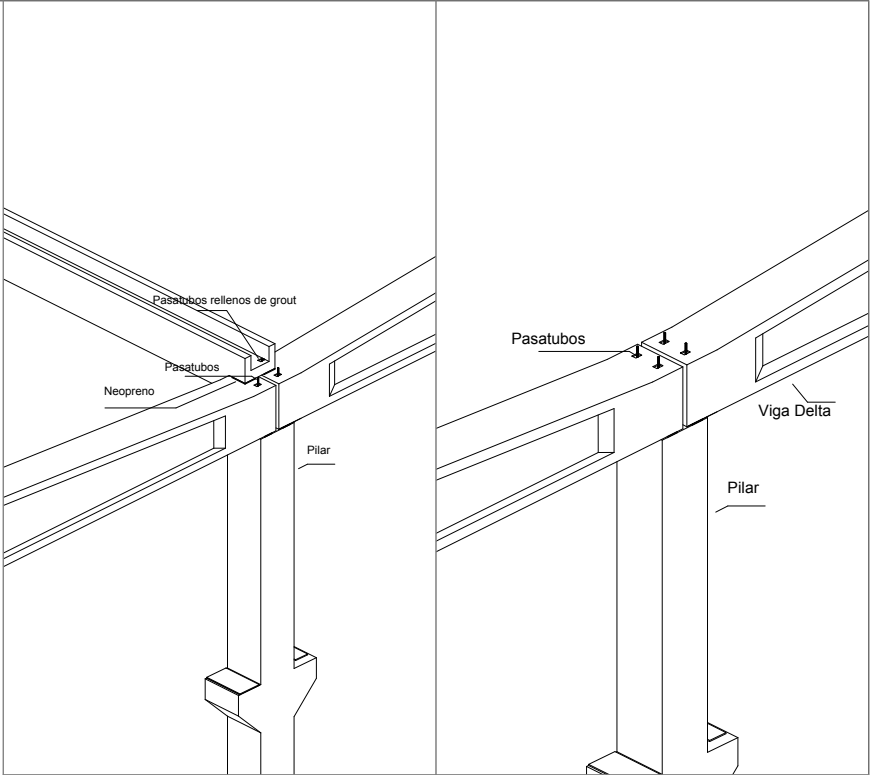 Pasatubos rellenos de grout
Pasatubos
Neopreno
Pilar
Pasatubos
Viga Delta
Pilar